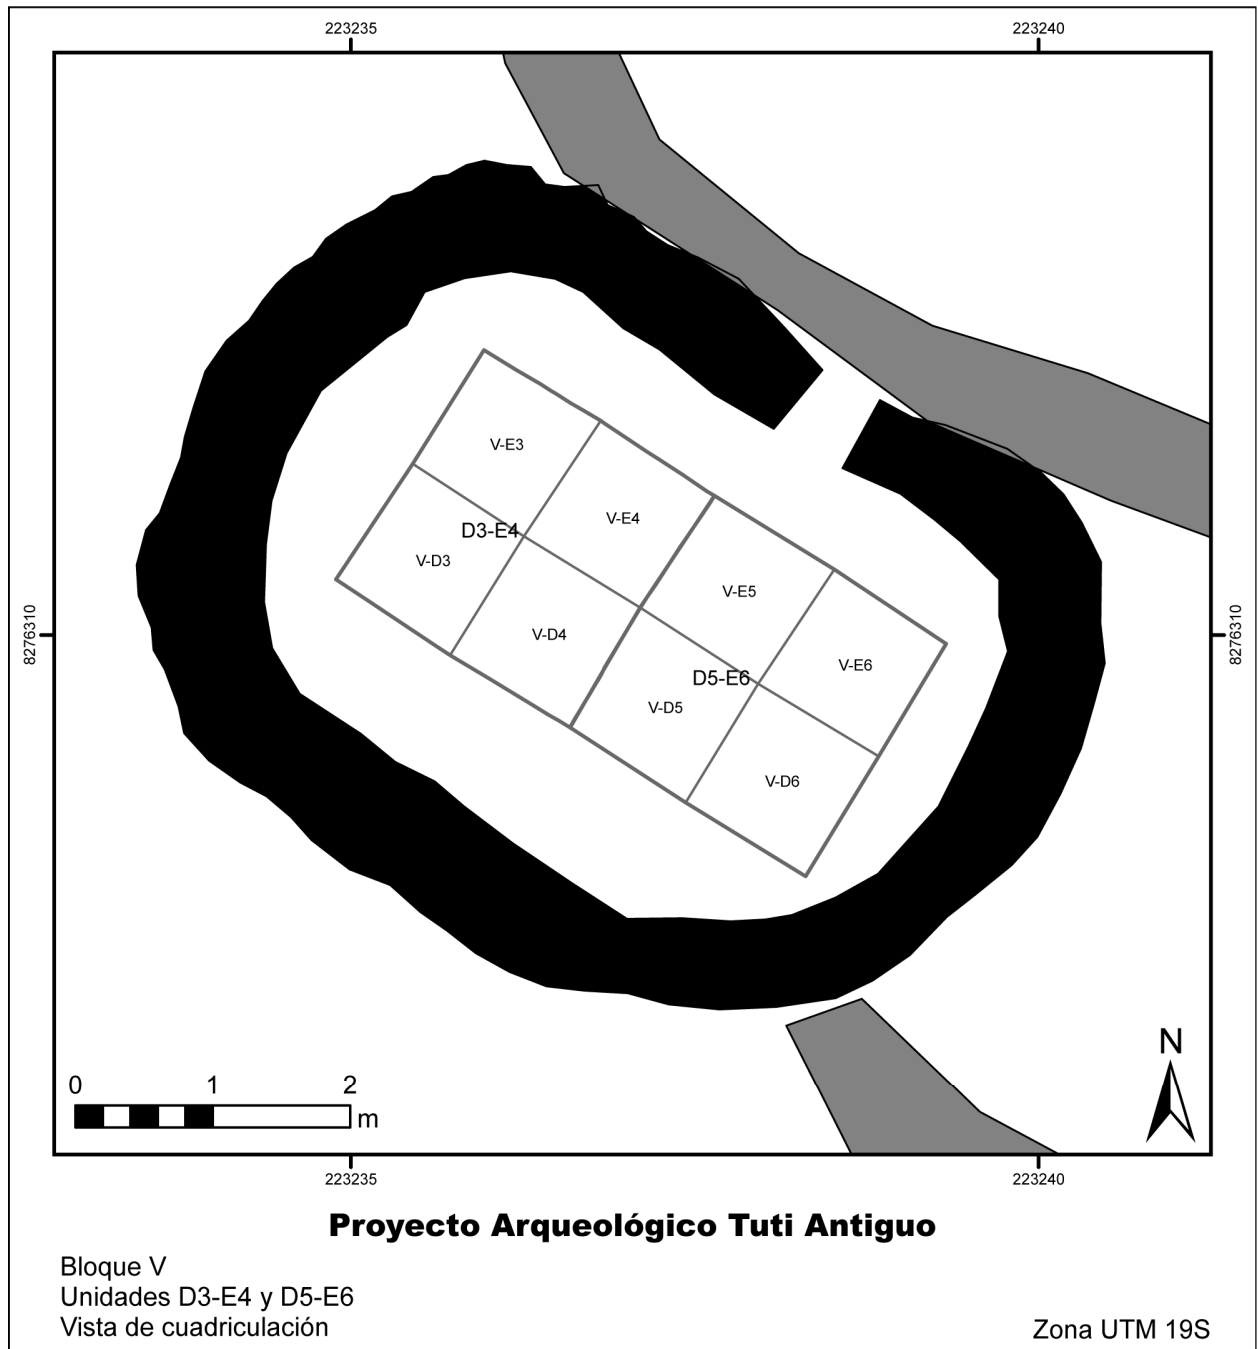 223235 223240
V-E3
V-E4
D3-E4
V-D3
V-E5
8276310 8276310
V-D4
V-E6
D5-E6
V-D5
V-D6
N
0 1 2
m
223235 223240
Proyecto Arqueológico Tuti Antiguo
Bloque V
Unidades D3-E4 y D5-E6
Vista de cuadriculación
Zona UTM 19S